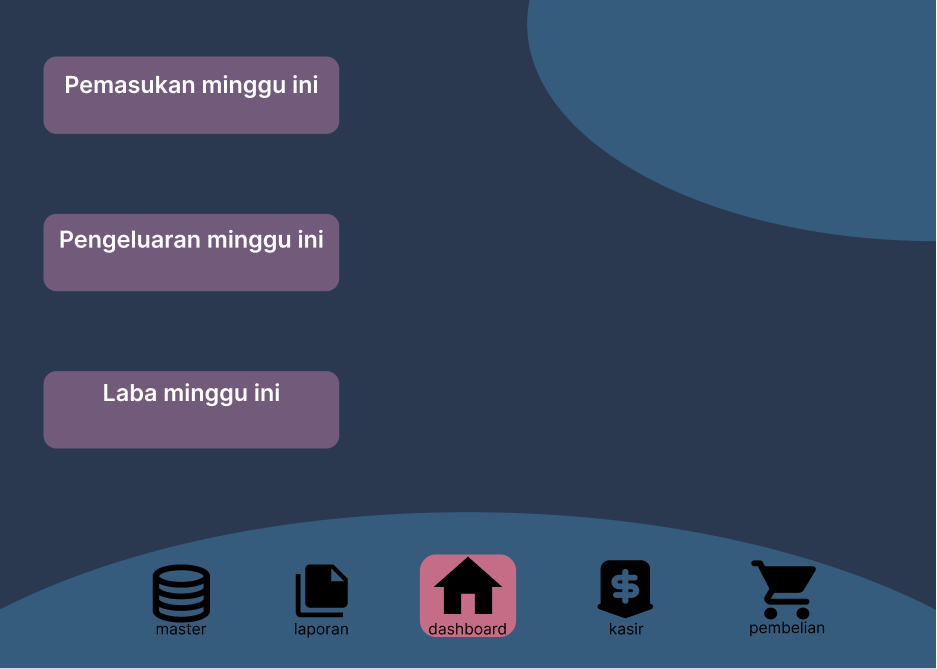 Pemasukan minggu ini
Pengeluaran minggu ini
Laba minggu ini
master
laporan
dashboard
$
kasir
pembelian